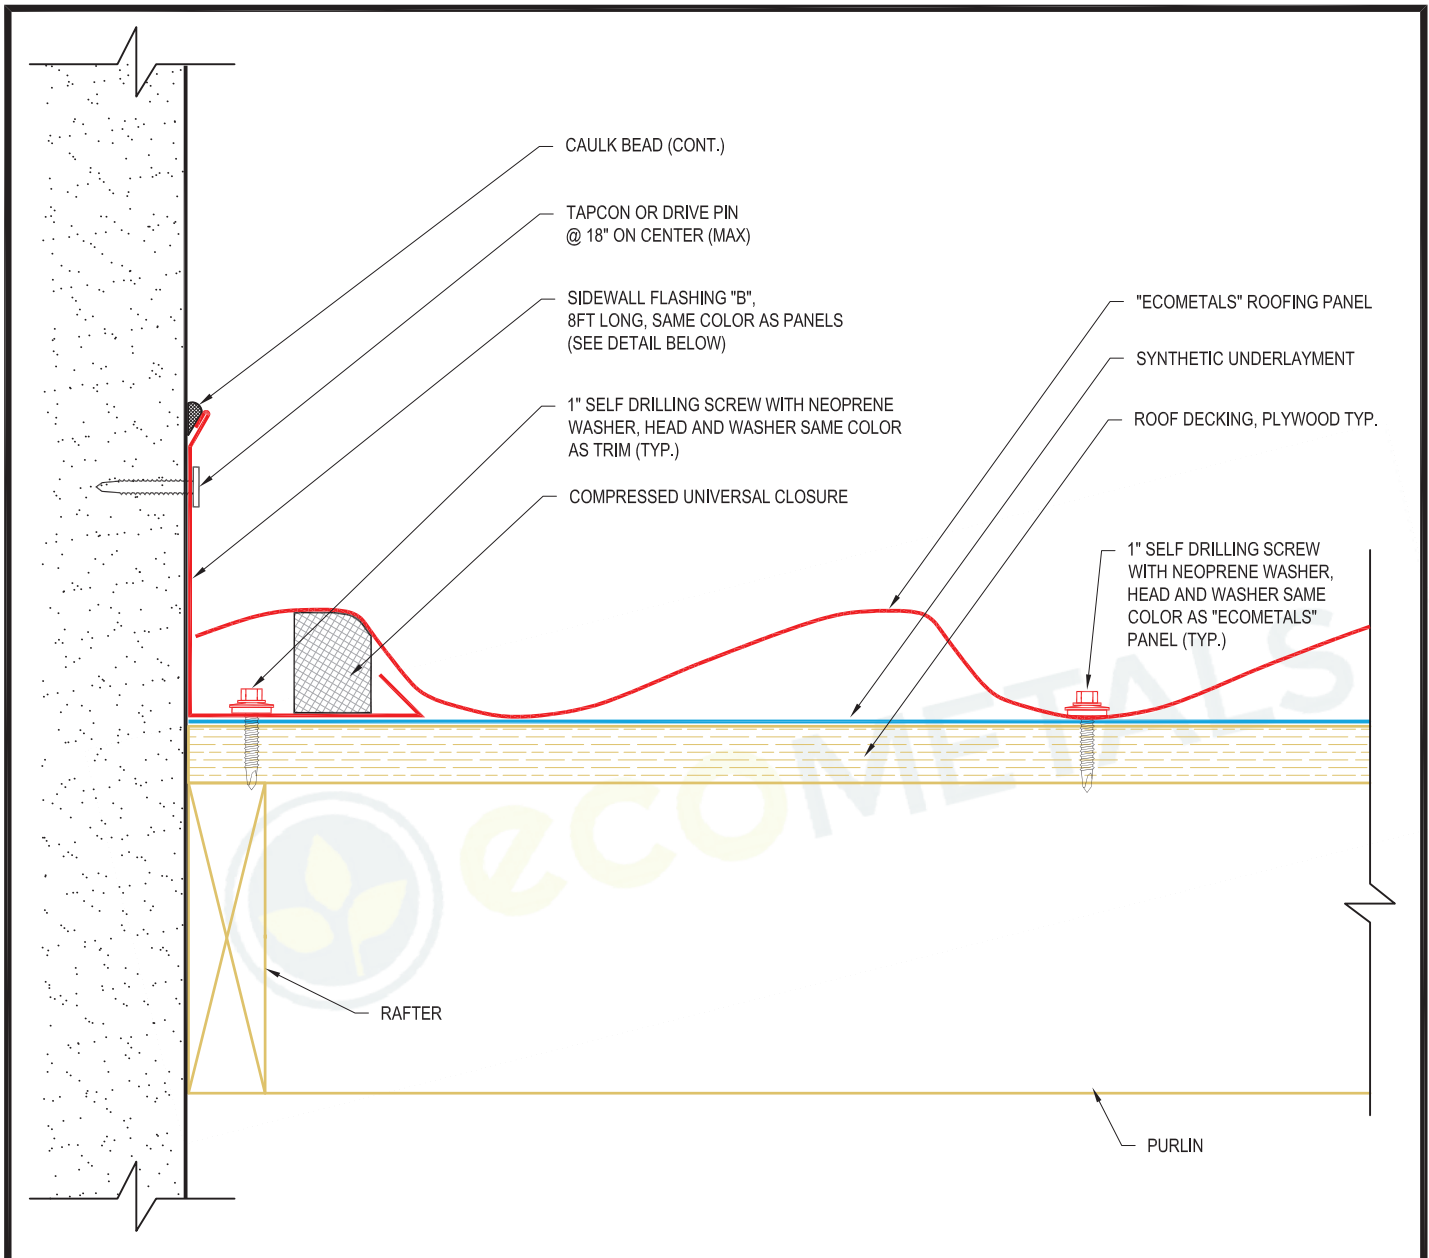 CAULK BEAD (CONT.)
TAPCON OR DRIVE PIN
@ 18" ON CENTER (MAX)
SIDEWALL FLASHING "B",
8FT LONG, SAME COLOR AS PANELS
(SEE DETAIL BELOW)
1" SELF DRILLING SCREW WITH NEOPRENE
WASHER, HEAD AND WASHER SAME COLOR
AS TRIM (TYP.)
COMPRESSED UNIVERSAL CLOSURE
"ECOMETALS" ROOFING PANEL
SYNTHETIC UNDERLAYMENT
ROOF DECKING, PLYWOOD TYP.
1" SELF DRILLING SCREW
WITH NEOPRENE WASHER,
HEAD AND WASHER SAME
COLOR AS "ECOMETALS"
PANEL (TYP.)
ecoMETALS
RAFTER
PURLIN